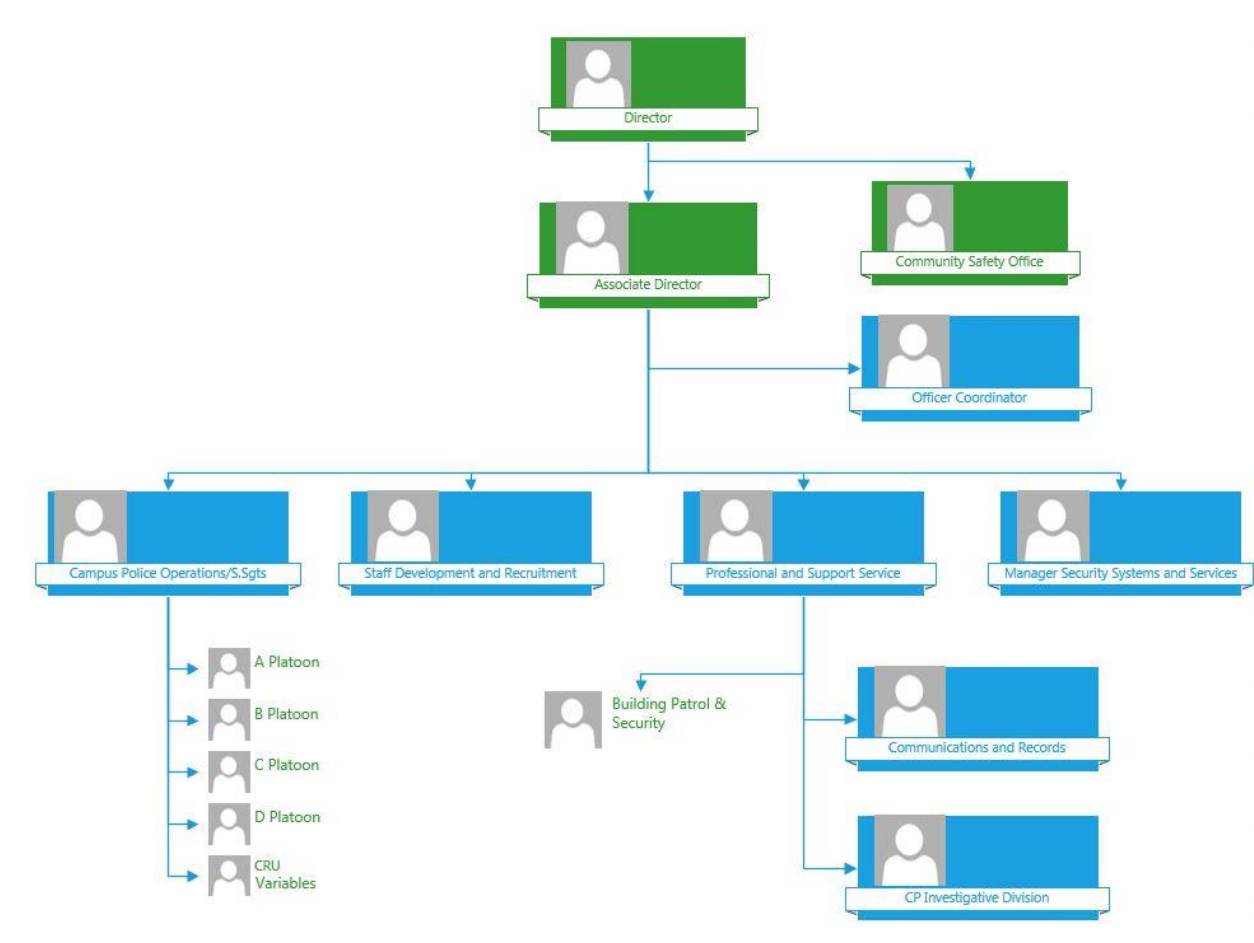 Director
Community Safety Office
Associate Director
Officer Coordinator
Campus Police Operations/S.Sgts
Staff Development and Recruitment
Professional and Support Service
Manager Security Systems and Services
A Platoon
B Platoon
C Platoon
D Platoon
CRU
Variables
Building Patrol &
Security
Communications and Records
CP Investigative Division